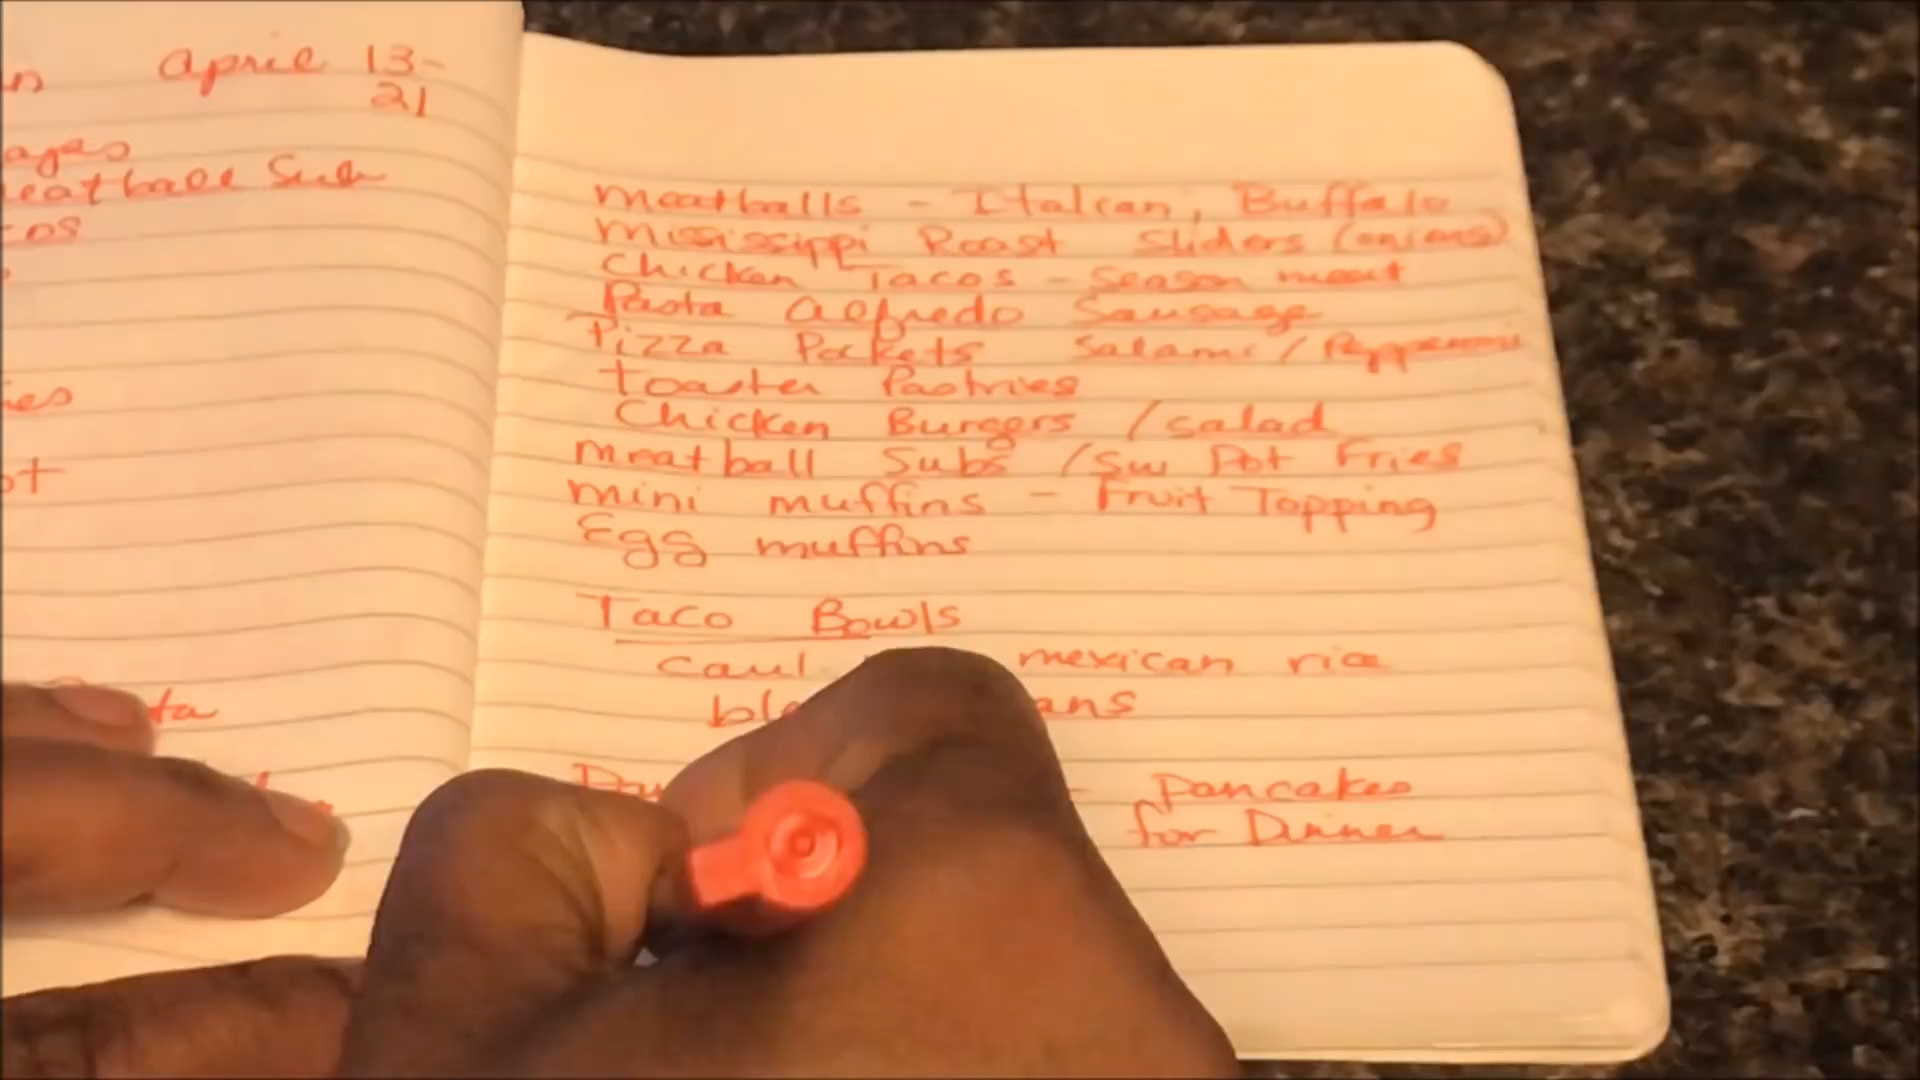 April 13-
21
meatball Sub
Meatballs - Italian, Buffalo
Mississippi Roast Sliders (onions)
Chicken Tacos - Season meat
Pasta Alfredo Sausage
Pizza Pockets Salami / Pepperoni
Toaster Pastries
Chicken Burgers / salad
Meatball Subs / Sw Pot Fries
mini muffins - Fruit Topping
Egg muffins
Taco Bowls
caul mexican rice
Pancakes
for Dinner